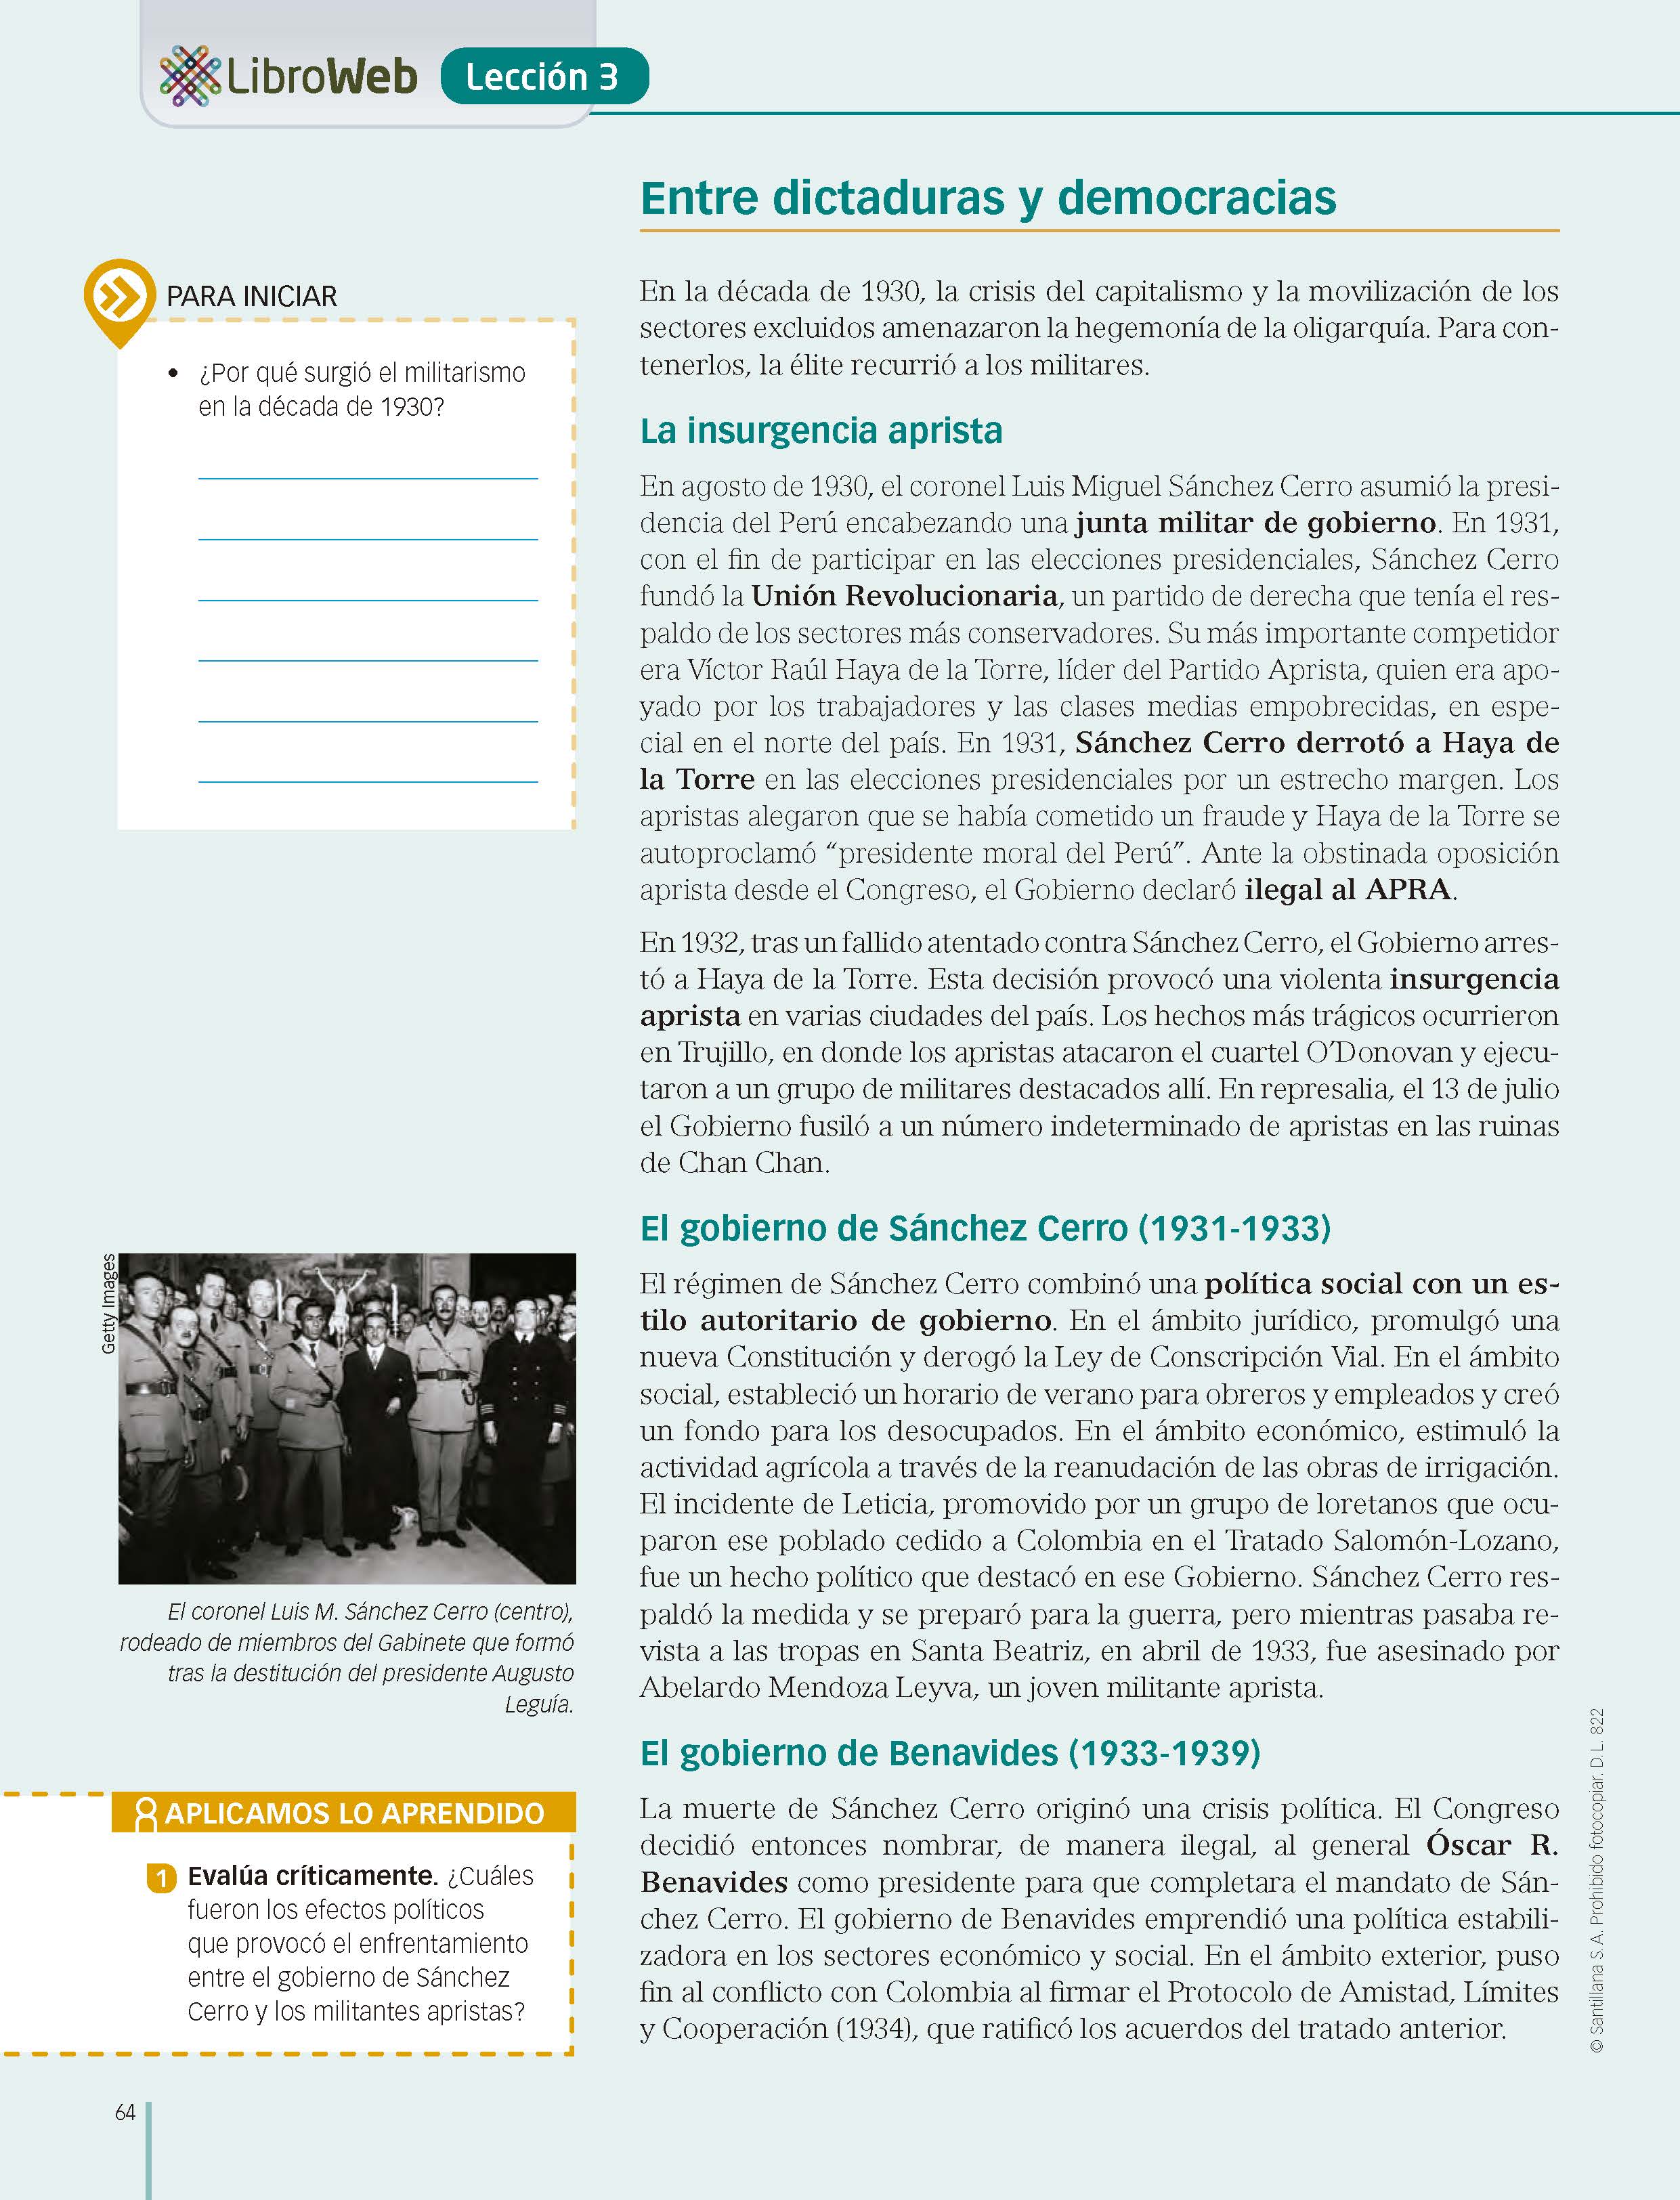 LibroWeb Lección 3
Entre dictaduras y democracias
PARA INICIAR
• ¿Por qué surgió el militarismo
en la década de 1930?
En la década de 1930, la crisis del capitalismo y la movilización de los
sectores excluidos amenazaron la hegemonía de la oligarquía. Para con-
tenerlos, la élite recurrió a los militares.
La insurgencia aprista
En agosto de 1930, el coronel Luis Miguel Sánchez Cerro asumió la presi-
dencia del Perú encabezando una junta militar de gobierno. En 1931,
con el fin de participar en las elecciones presidenciales, Sánchez Cerro
fundó la Unión Revolucionaria, un partido de derecha que tenía el res-
paldo de los sectores más conservadores. Su más importante competidor
era Víctor Raúl Haya de la Torre, líder del Partido Aprista, quien era apo-
yado por los trabajadores y las clases medias empobrecidas, en espe-
cial en el norte del país. En 1931, Sánchez Cerro derrotó a Haya de
la Torre en las elecciones presidenciales por un estrecho margen. Los
apristas alegaron que se había cometido un fraude y Haya de la Torre se
autoproclamó “presidente moral del Perú”. Ante la obstinada oposición
aprista desde el Congreso, el Gobierno declaró ilegal al APRA.
En 1932, tras un fallido atentado contra Sánchez Cerro, el Gobierno arres-
tó a Haya de la Torre. Esta decisión provocó una violenta insurgencia
aprista en varias ciudades del país. Los hechos más trágicos ocurrieron
en Trujillo, en donde los apristas atacaron el cuartel O’Donovan y ejecu-
taron a un grupo de militares destacados allí. En represalia, el 13 de julio
el Gobierno fusiló a un número indeterminado de apristas en las ruinas
de Chan Chan.
El gobierno de Sánchez Cerro (1931-1933)
El régimen de Sánchez Cerro combinó una política social con un es-
tilo autoritario de gobierno. En el ámbito jurídico, promulgó una
nueva Constitución y derogó la Ley de Conscripción Vial. En el ámbito
social, estableció un horario de verano para obreros y empleados y creó
un fondo para los desocupados. En el ámbito económico, estimuló la
actividad agrícola a través de la reanudación de las obras de irrigación.
El incidente de Leticia, promovido por un grupo de loretanos que ocu-
paron ese poblado cedido a Colombia en el Tratado Salomón-Lozano,
fue un hecho político que destacó en ese Gobierno. Sánchez Cerro res-
paldó la medida y se preparó para la guerra, pero mientras pasaba re-
vista a las tropas en Santa Beatriz, en abril de 1933, fue asesinado por
Abelardo Mendoza Leyva, un joven militante aprista.
Getty Images
El coronel Luis M. Sánchez Cerro (centro),
rodeado de miembros del Gabinete que formó
tras la destitución del presidente Augusto
Leguía.
El gobierno de Benavides (1933-1939)
La muerte de Sánchez Cerro originó una crisis política. El Congreso
decidió entonces nombrar, de manera ilegal, al general Óscar R.
Benavides como presidente para que completara el mandato de Sán-
chez Cerro. El gobierno de Benavides emprendió una política estabili-
zadora en los sectores económico y social. En el ámbito exterior, puso
fin al conflicto con Colombia al firmar el Protocolo de Amistad, Límites
y Cooperación (1934), que ratificó los acuerdos del tratado anterior.
APLICAMOS LO APRENDIDO
1 Evalúa críticamente. ¿Cuáles
fueron los efectos políticos
que provocó el enfrentamiento
entre el gobierno de Sánchez
Cerro y los militantes apristas?
© Santillana S.A. Prohibido fotocopiar. D.L. 822
64